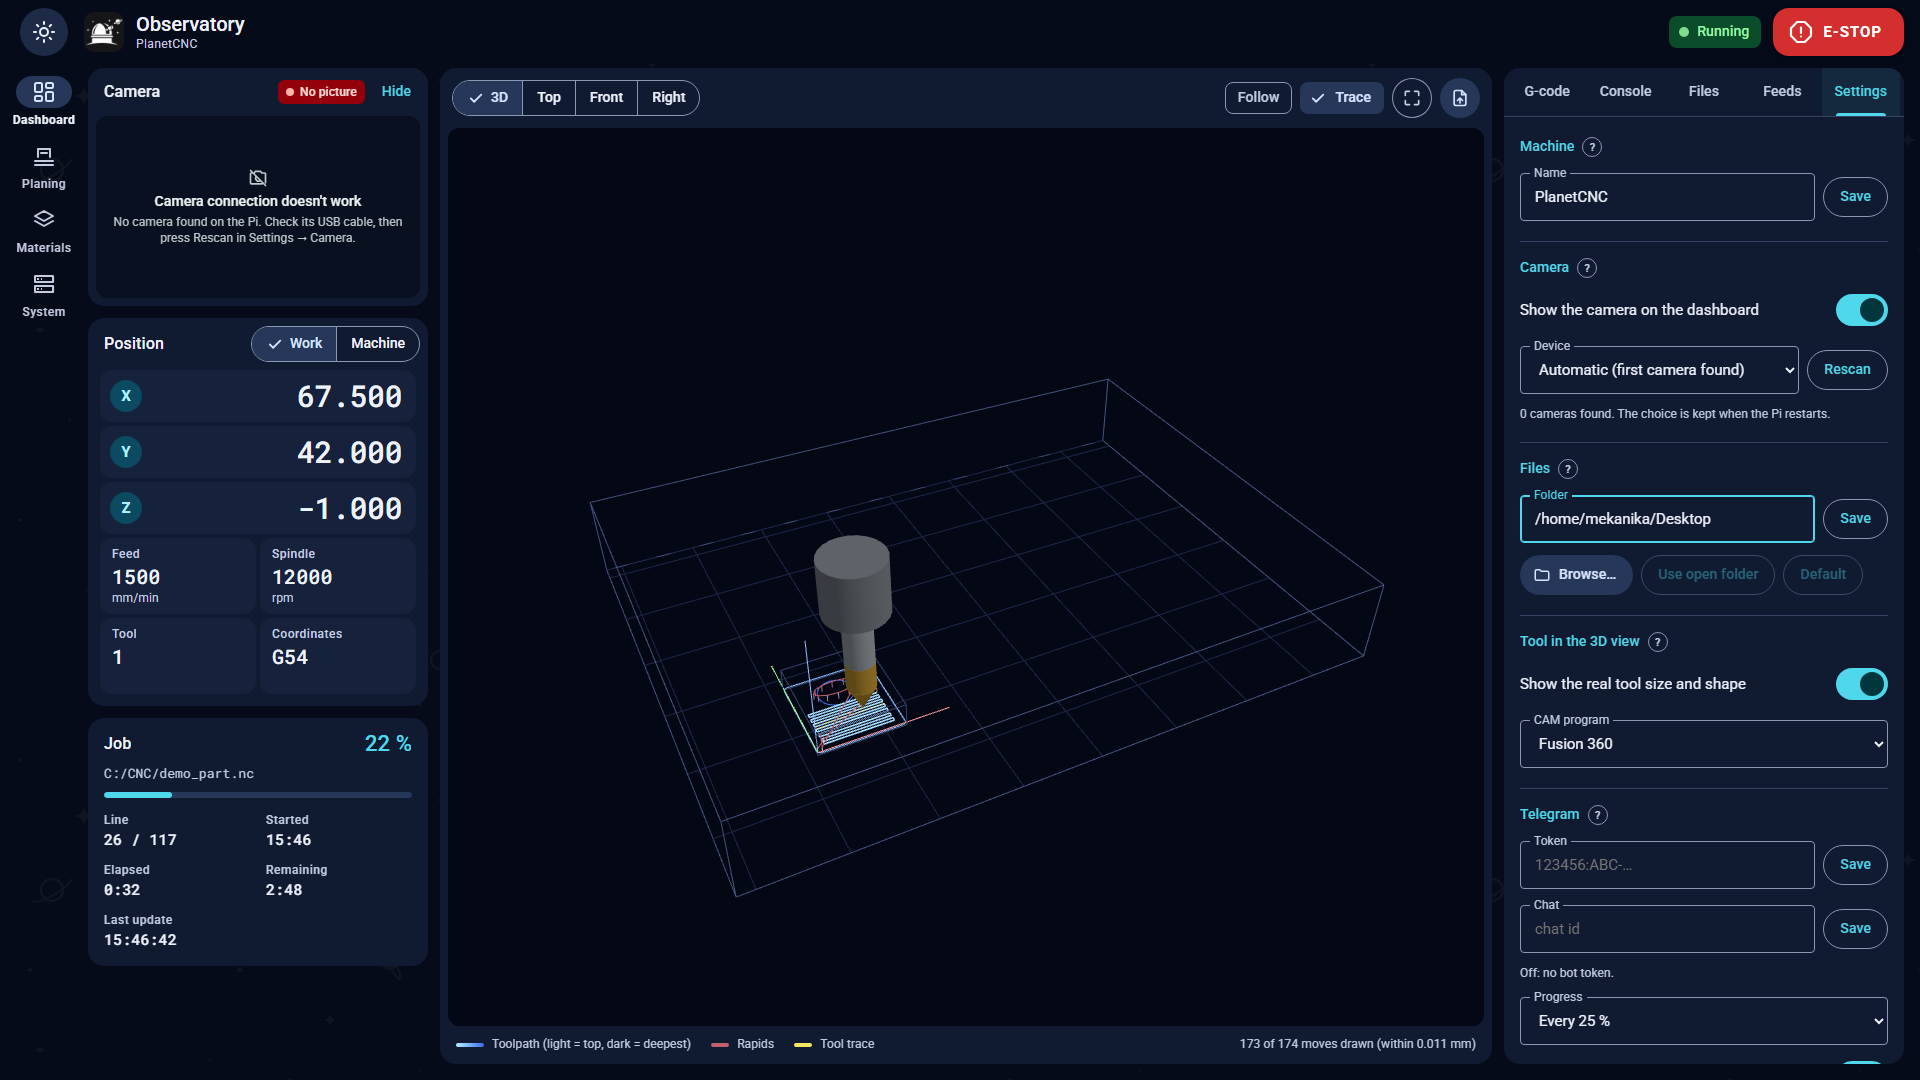 Observatory
PlanetCNC
Running
E-STOP
Dashboard
Planing
Materials
System
Camera
No picture
Hide
Camera connection doesn't work
No camera found on the Pi. Check its USB cable, then
press Rescan in Settings → Camera.
Position
Work
Machine
X
67.500
Y
42.000
Z
-1.000
Feed
1500
mm/min
Spindle
12000
rpm
Tool
1
Coordinates
G54
Job
22 %
C:/CNC/demo_part.nc
Line
26 / 117
Started
15:46
Elapsed
0:32
Remaining
2:48
Last update
15:46:42
3D
Top
Front
Right
Follow
Trace
Toolpath (light = top, dark = deepest)
Rapids
Tool trace
173 of 174 moves drawn (within 0.011 mm)
G-code
Console
Files
Feeds
Settings
Machine ?
Name
PlanetCNC
Save
Camera ?
Show the camera on the dashboard
Device
Automatic (first camera found)
Rescan
0 cameras found. The choice is kept when the Pi restarts.
Files ?
Folder
/home/mekanika/Desktop
Save
Browse...
Use open folder
Default
Tool in the 3D view ?
Show the real tool size and shape
CAM program
Fusion 360
Telegram ?
Token
123456:ABC-...
Save
Chat
chat id
Save
Off: no bot token.
Progress
Every 25 %